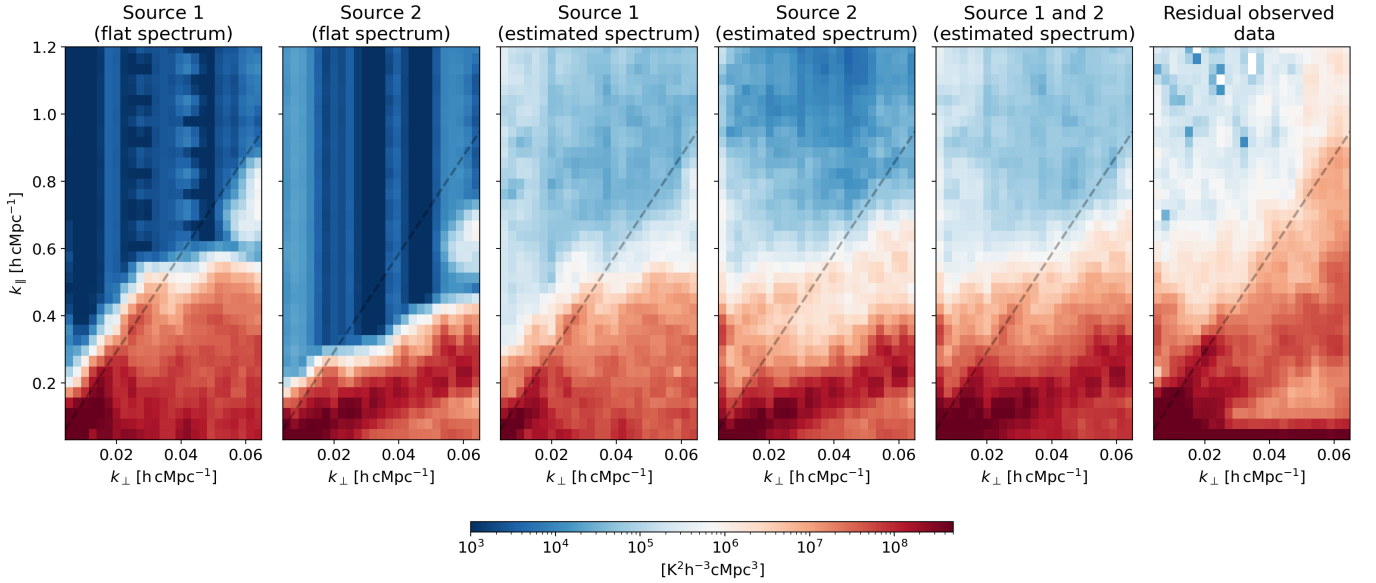 Source 1
(flat spectrum)
Source 2
(flat spectrum)
Source 1
(estimated spectrum)
Source 2
(estimated spectrum)
Source 1 and 2
(estimated spectrum)
Residual observed
data
1.2
1.0
0.8
0.6
0.4
0.2
k∥ [h cMpc⁻¹]
0.02 0.04 0.06
0.02 0.04 0.06
0.02 0.04 0.06
0.02 0.04 0.06
0.02 0.04 0.06
0.02 0.04 0.06
k⊥ [h cMpc⁻¹]
k⊥ [h cMpc⁻¹]
k⊥ [h cMpc⁻¹]
k⊥ [h cMpc⁻¹]
k⊥ [h cMpc⁻¹]
k⊥ [h cMpc⁻¹]
10³ 10⁴ 10⁵ 10⁶ 10⁷ 10⁸
[K²h⁻³cMpc³]